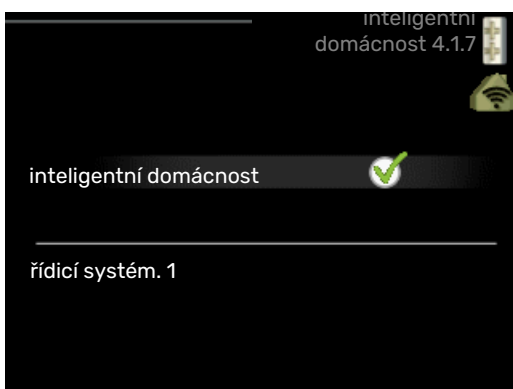 inteligentní
domácnost 4.1.7
inteligentní domácnost
řídicí systém. 1